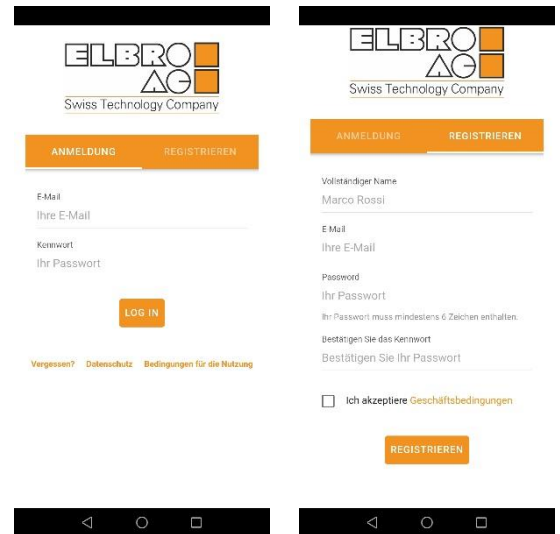 ELBRO
AG
Swiss Technology Company
ANMELDUNG REGISTRIEREN
E-Mail
Ihre E-Mail
Kennwort
Ihr Passwort
LOG IN
Vergessen? Datenschutz Bedingungen für die Nutzung
ELBRO
AG
Swiss Technology Company
ANMELDUNG REGISTRIEREN
Vollständiger Name
Marco Rossi
E-Mail
Ihre E-Mail
Password
Ihr Passwort
Ihr Passwort muss mindestens 6 Zeichen enthalten.
Bestätigen Sie das Kennwort
Bestätigen Sie Ihr Passwort
Ich akzeptiere Geschäftsbedingungen
REGISTRIEREN